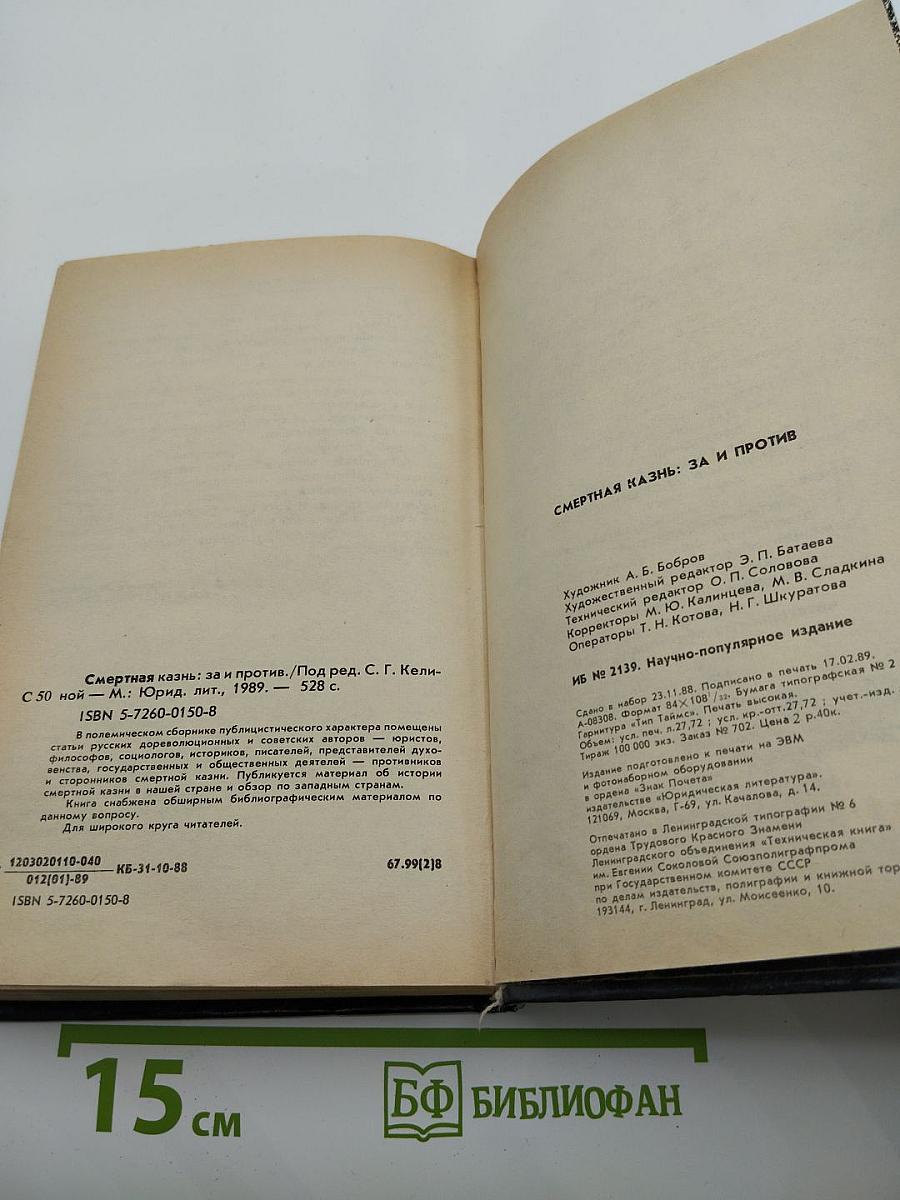 Смертная казнь: за и против./Под ред. С. Г. Кели-
С 50 ной — М.: Юрид. лит., 1989. — 528 с.
ISBN 5-7260-0150-8
В полемическом сборнике публицистического характера помещены
статьи русских дореволюционных и советских авторов — юристов,
философов, социологов, историков, писателей, представителей духо-
венства, государственных и общественных деятелей — противников
и сторонников смертной казни. Публикуется материал об истории
смертной казни в нашей стране и обзор по западным странам.
Книга снабжена обширным библиографическим материалом по
данному вопросу.
Для широкого круга читателей.
1203020110-040
012(01)-89
КБ-31-10-88
67.99(2)8
ISBN 5-7260-0150-8
СМЕРТНАЯ КАЗНЬ: ЗА И ПРОТИВ
Художник А. Б. Бобров
Художественный редактор Э. П. Батаева
Технический редактор О. П. Соловова
Корректоры М. Ю. Калинцева, М. В. Сладкина
Операторы Т. Н. Котова, Н. Г. Шкуратова
ИБ № 2139. Научно-популярное издание
Сдано в набор 23.11.88. Подписано в печать 17.02.89.
А-08308. Формат 84×108¹/₃₂. Бумага типографская № 2
Гарнитура «Тип Таймс». Печать высокая.
Объем: усл. печ. л.27,72 ; усл. кр.-отт.27,72 ; учет.-изд.
Тираж 100 000 экз. Заказ № 702. Цена 2 р.40к.
Издание подготовлено к печати на ЭВМ
и фотонаборном оборудовании
в ордена «Знак Почета»
издательстве «Юридическая литература».
121069, Москва, Г-69, ул. Качалова, д. 14.
Отпечатано в Ленинградской типографии № 6
ордена Трудового Красного Знамени
Ленинградского объединения «Техническая книга»
им. Евгении Соколовой Союзполиграфпрома
при Государственном комитете СССР
по делам издательств, полиграфии и книжной тор
193144, г. Ленинград, ул. Моисеенко, 10.
15 см
БФ БИБЛИОФАН